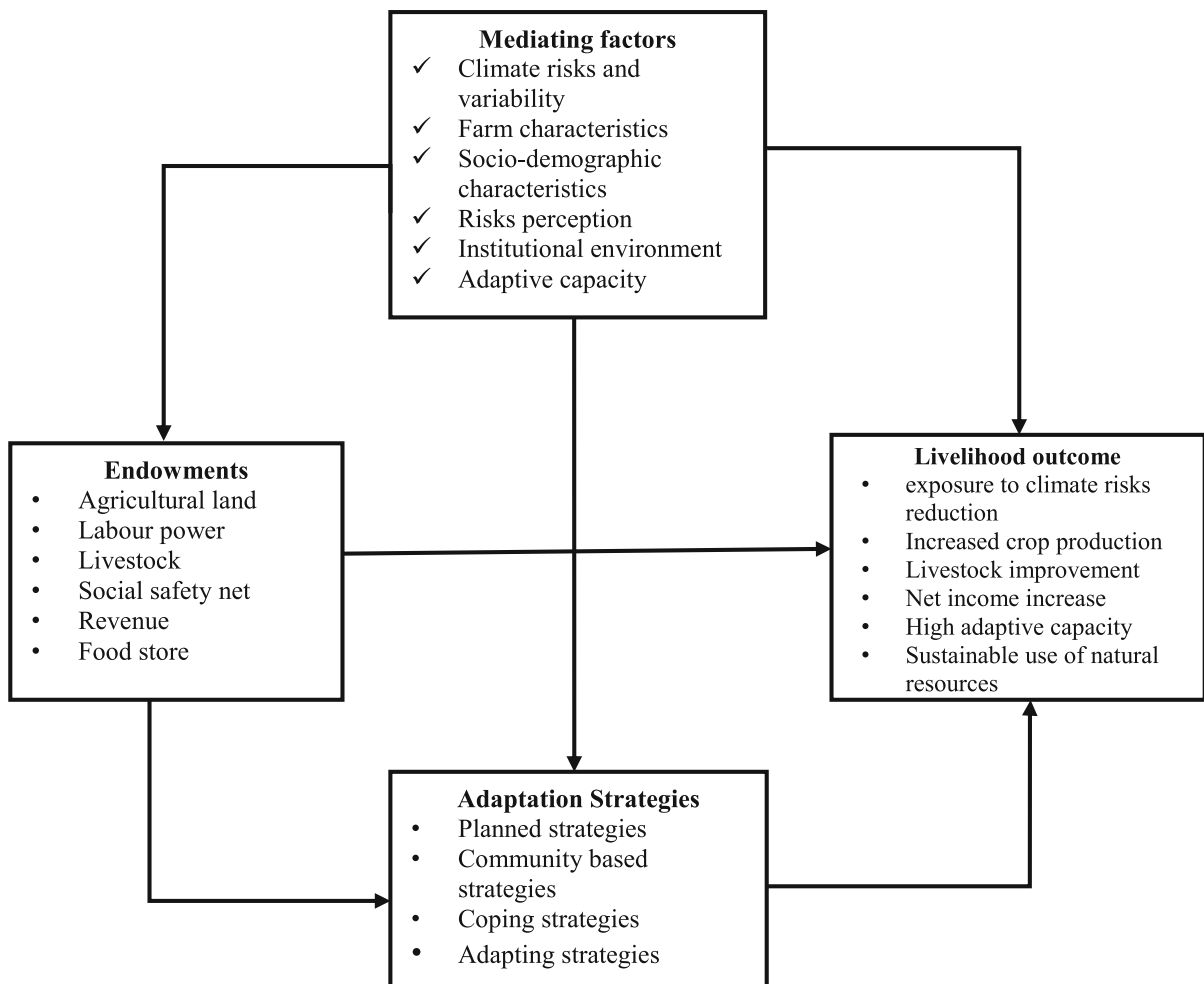 Mediating factors
✓ Climate risks and
variability
✓ Farm characteristics
✓ Socio-demographic
characteristics
✓ Risks perception
✓ Institutional environment
✓ Adaptive capacity
Endowments
• Agricultural land
• Labour power
• Livestock
• Social safety net
• Revenue
• Food store
Livelihood outcome
• exposure to climate risks
reduction
• Increased crop production
• Livestock improvement
• Net income increase
• High adaptive capacity
• Sustainable use of natural
resources
Adaptation Strategies
• Planned strategies
• Community based
strategies
• Coping strategies
• Adapting strategies